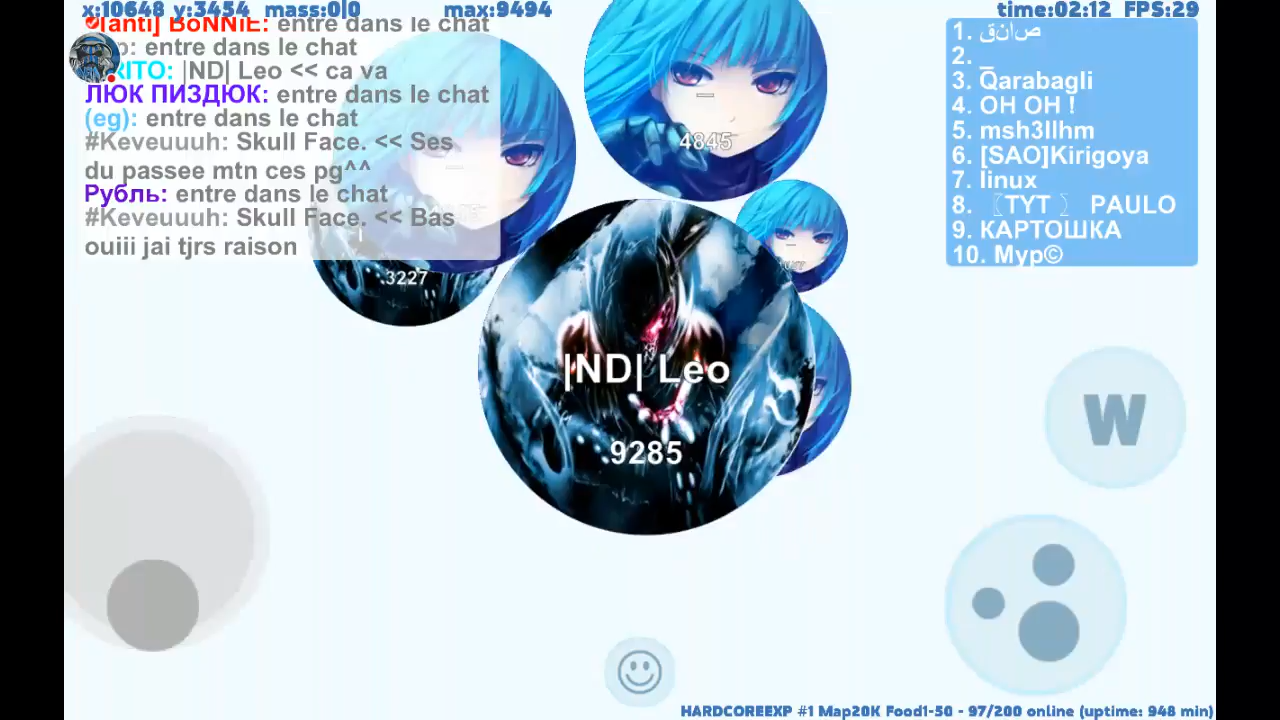 x:10648 y:3454 mass:0|0 max:9494 time:02:12 FPS:29
[anti] BoNNiE: entre dans le chat
: entre dans le chat
RITO: |ND| Leo << ca va
ЛЮК ПИЗДЮК: entre dans le chat
(eg): entre dans le chat
#Keveuuuh: Skull Face. << Ses
du passee mtn ces pg^^
Рубль: entre dans le chat
#Keveuuuh: Skull Face. << Bas
ouiii jai tjrs raison
1. صانق
2. _
3. Qarabagli
4. OH OH !
5. msh3llhm
6. [SAO]Kirigoya
7. linux
8. 〖TYT 〗 PAULO
9. КАРТОШКА
10. Мур©
4845
3227
|ND| Leo
9285
W
HARDCOREEXP #1 Map20K Food1-50 - 97/200 online (uptime: 948 min)